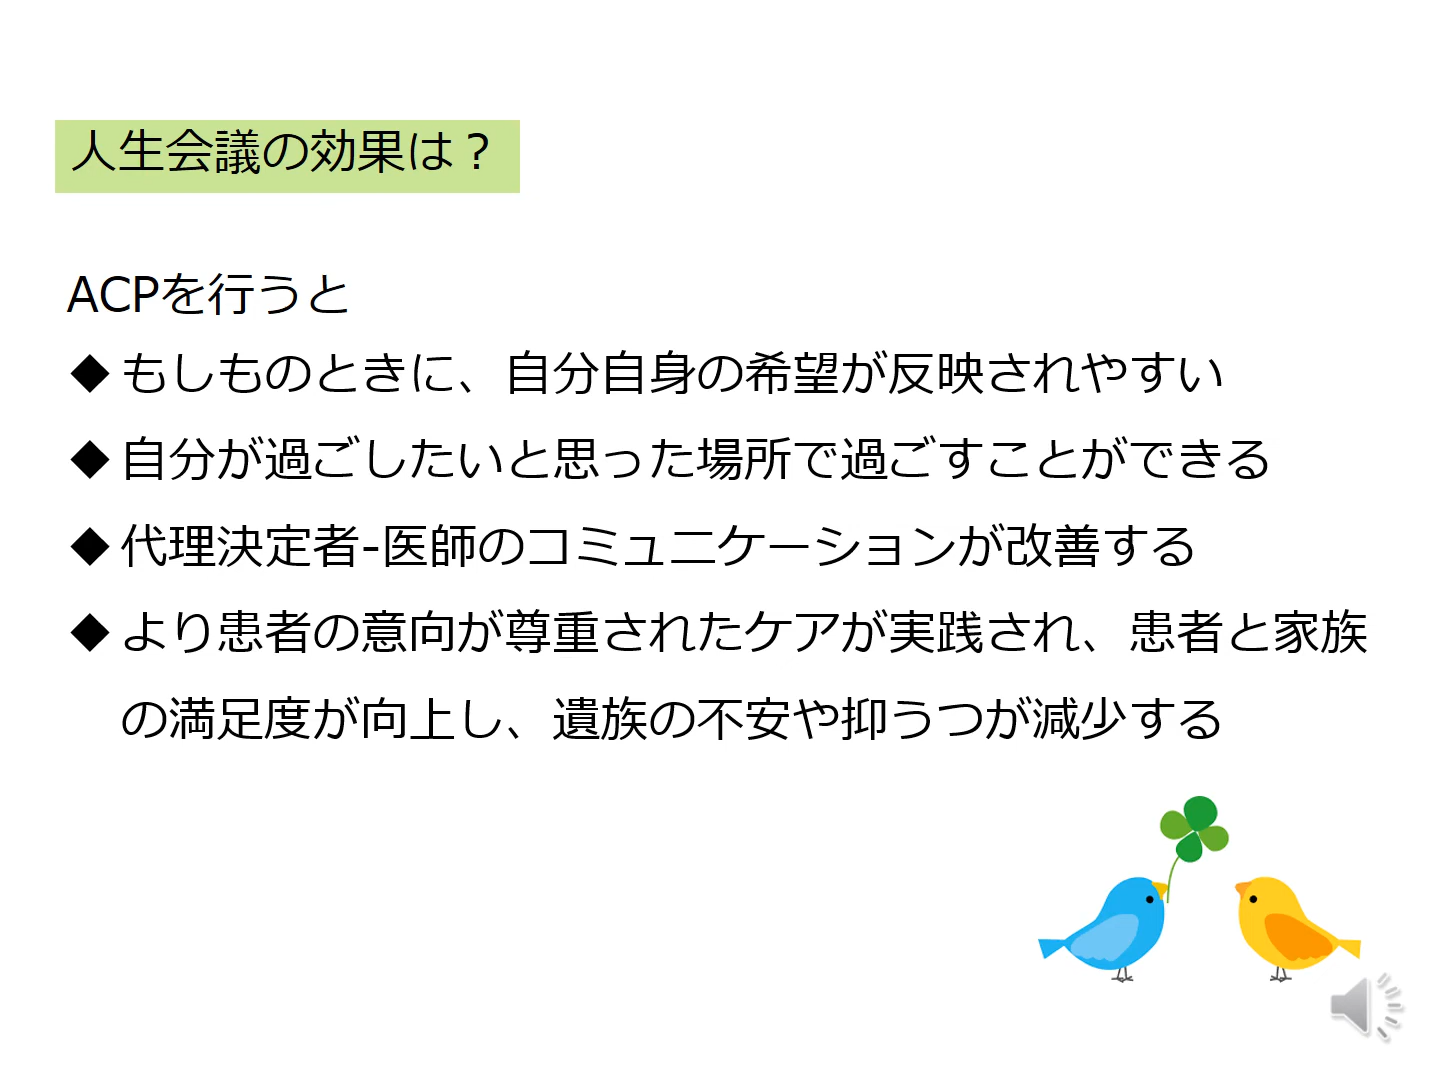 人生会議の効果は？
ACPを行うと
◆もしものときに、自分自身の希望が反映されやすい
◆自分が過ごしたいと思った場所で過ごすことができる
◆代理決定者-医師のコミュニケーションが改善する
◆より患者の意向が尊重されたケアが実践され、患者と家族
の満足度が向上し、遺族の不安や抑うつが減少する